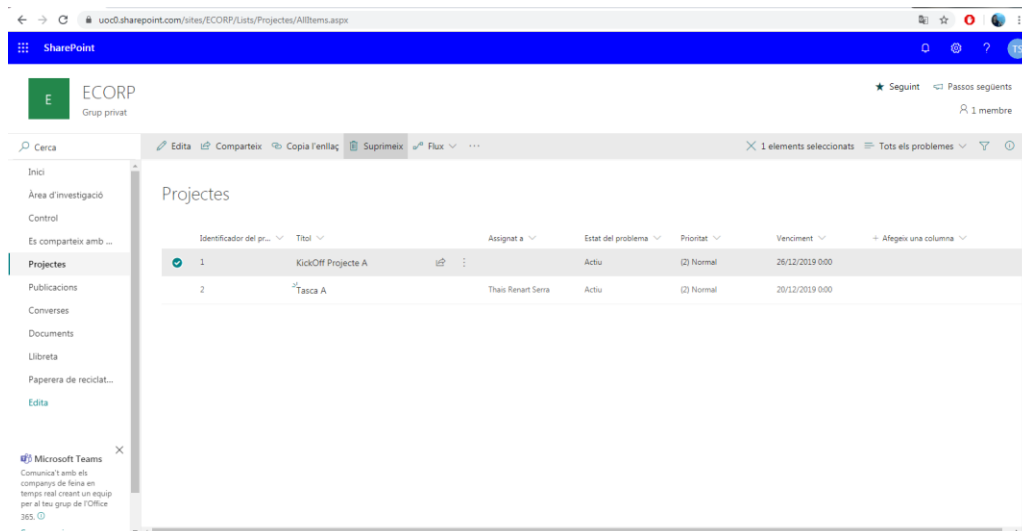 uoc0.sharepoint.com/sites/ECORP/Lists/Projectes/AllItems.aspx
SharePoint
TS
E
ECORP
Grup privat
Seguint Passos següents
1 membre
Cerca
Edita Comparteix Copia l'enllaç Suprimeix Flux ···
1 elements seleccionats Tots els problemes
Inici
Àrea d'investigació
Control
Es comparteix amb ...
Projectes
Publicacions
Converses
Documents
Llibreta
Paperera de reciclat...
Edita
Projectes
Identificador del pr... Títol Assignat a Estat del problema Prioritat Venciment + Afegeix una columna
1 KickOff Projecte A Actiu (2) Normal 26/12/2019 0:00
2 Tasca A Thais Renart Serra Actiu (2) Normal 20/12/2019 0:00
Microsoft Teams
Comunica't amb els
companys de feina en
temps real creant un equip
per al teu grup de l'Office
365.